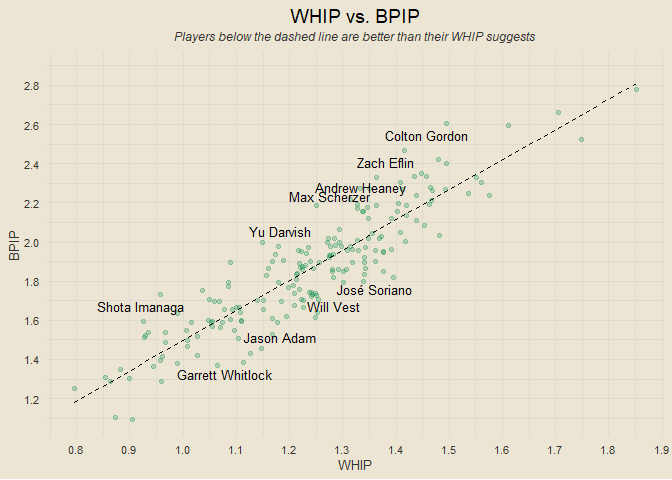 WHIP vs. BPIP
Players below the dashed line are better than their WHIP suggests
2.8
2.6
2.4
2.2
2.0
1.8
1.6
1.4
1.2
BPIP
Colton Gordon
Zach Eflin
Andrew Heaney
Max Scherzer
Yu Darvish
José Soriano
Shota Imanaga
Will Vest
Jason Adam
Garrett Whitlock
0.8 0.9 1.0 1.1 1.2 1.3 1.4 1.5 1.6 1.7 1.8 1.9
WHIP